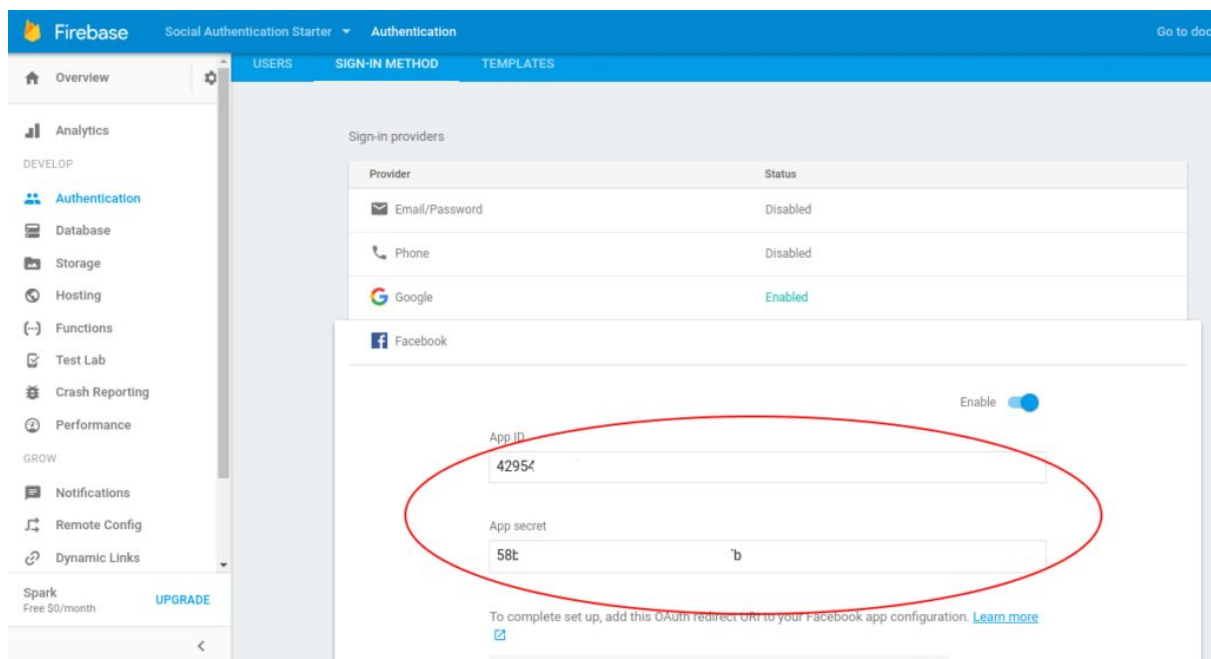 Firebase Social Authentication Starter Authentication Go to doc
Overview
USERS SIGN-IN METHOD TEMPLATES
Analytics
DEVELOP
Authentication
Database
Storage
Hosting
Functions
Test Lab
Crash Reporting
Performance
GROW
Notifications
Remote Config
Dynamic Links
Spark
Free $0/month
UPGRADE
Sign-in providers
Provider Status
Email/Password Disabled
Phone Disabled
Google Enabled
Facebook
Enable
App ID
4295
App secret
58
b
To complete set up, add this OAuth redirect URI to your Facebook app configuration. Learn more